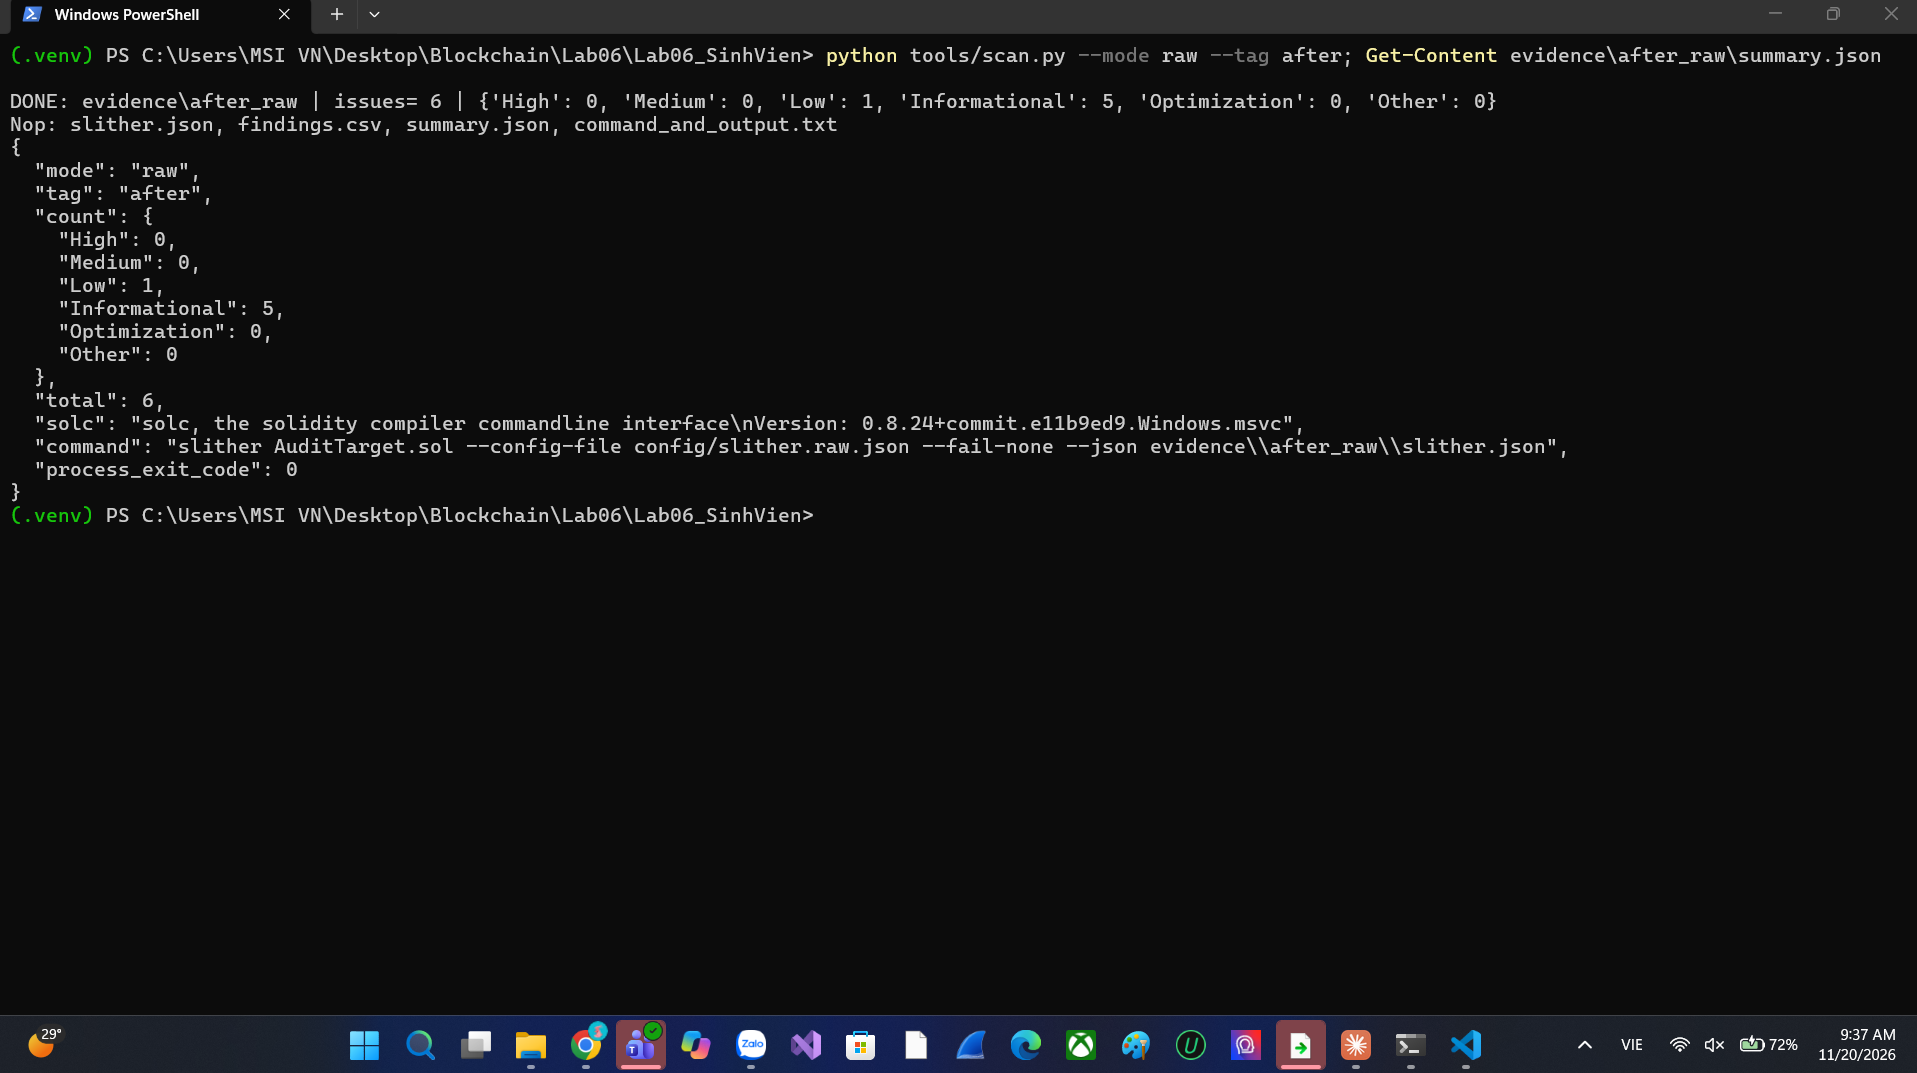 Windows PowerShell
(.venv) PS C:\Users\MSI VN\Desktop\Blockchain\Lab06\Lab06_SinhVien> python tools/scan.py --mode raw --tag after; Get-Content evidence\after_raw\summary.json
DONE: evidence\after_raw | issues= 6 | {'High': 0, 'Medium': 0, 'Low': 1, 'Informational': 5, 'Optimization': 0, 'Other': 0}
Nop: slither.json, findings.csv, summary.json, command_and_output.txt
{
  "mode": "raw",
  "tag": "after",
  "count": {
    "High": 0,
    "Medium": 0,
    "Low": 1,
    "Informational": 5,
    "Optimization": 0,
    "Other": 0
  },
  "total": 6,
  "solc": "solc, the solidity compiler commandline interface\nVersion: 0.8.24+commit.e11b9ed9.Windows.msvc",
  "command": "slither AuditTarget.sol --config-file config/slither.raw.json --fail-none --json evidence\\after_raw\\slither.json",
  "process_exit_code": 0
}
(.venv) PS C:\Users\MSI VN\Desktop\Blockchain\Lab06\Lab06_SinhVien>
29°
Zalo
VIE
72%
9:37 AM
11/20/2026